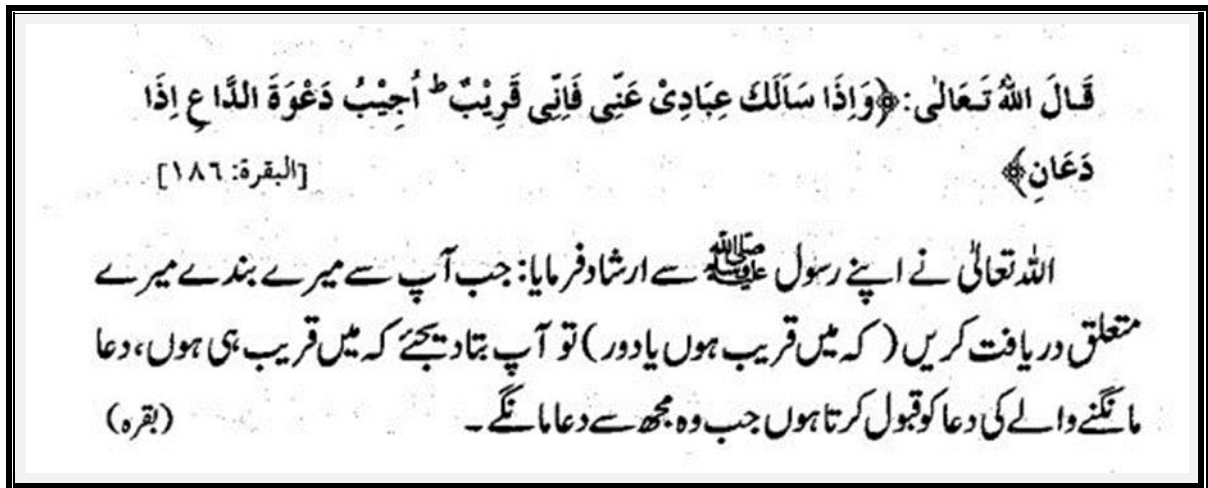 قَالَ اللهُ تَعَالٰى: ﴿وَاِذَا سَاَلَكَ عِبَادِىْ عَنِّى فَاِنِّى قَرِيْبٌ ط اُجِيْبُ دَعْوَةَ الدَّاعِ اِذَا
دَعَانِ﴾ [البقرة: ١٨٦]
اللہ تعالیٰ نے اپنے رسول ﷺ سے ارشاد فرمایا: جب آپ سے میرے بندے میرے
متعلق دریافت کریں (کہ میں قریب ہوں یا دور) تو آپ بتا دیجئے کہ میں قریب ہی ہوں، دعا
مانگنے والے کی دعا کو قبول کرتا ہوں جب وہ مجھ سے دعا مانگے۔ (بقرہ)